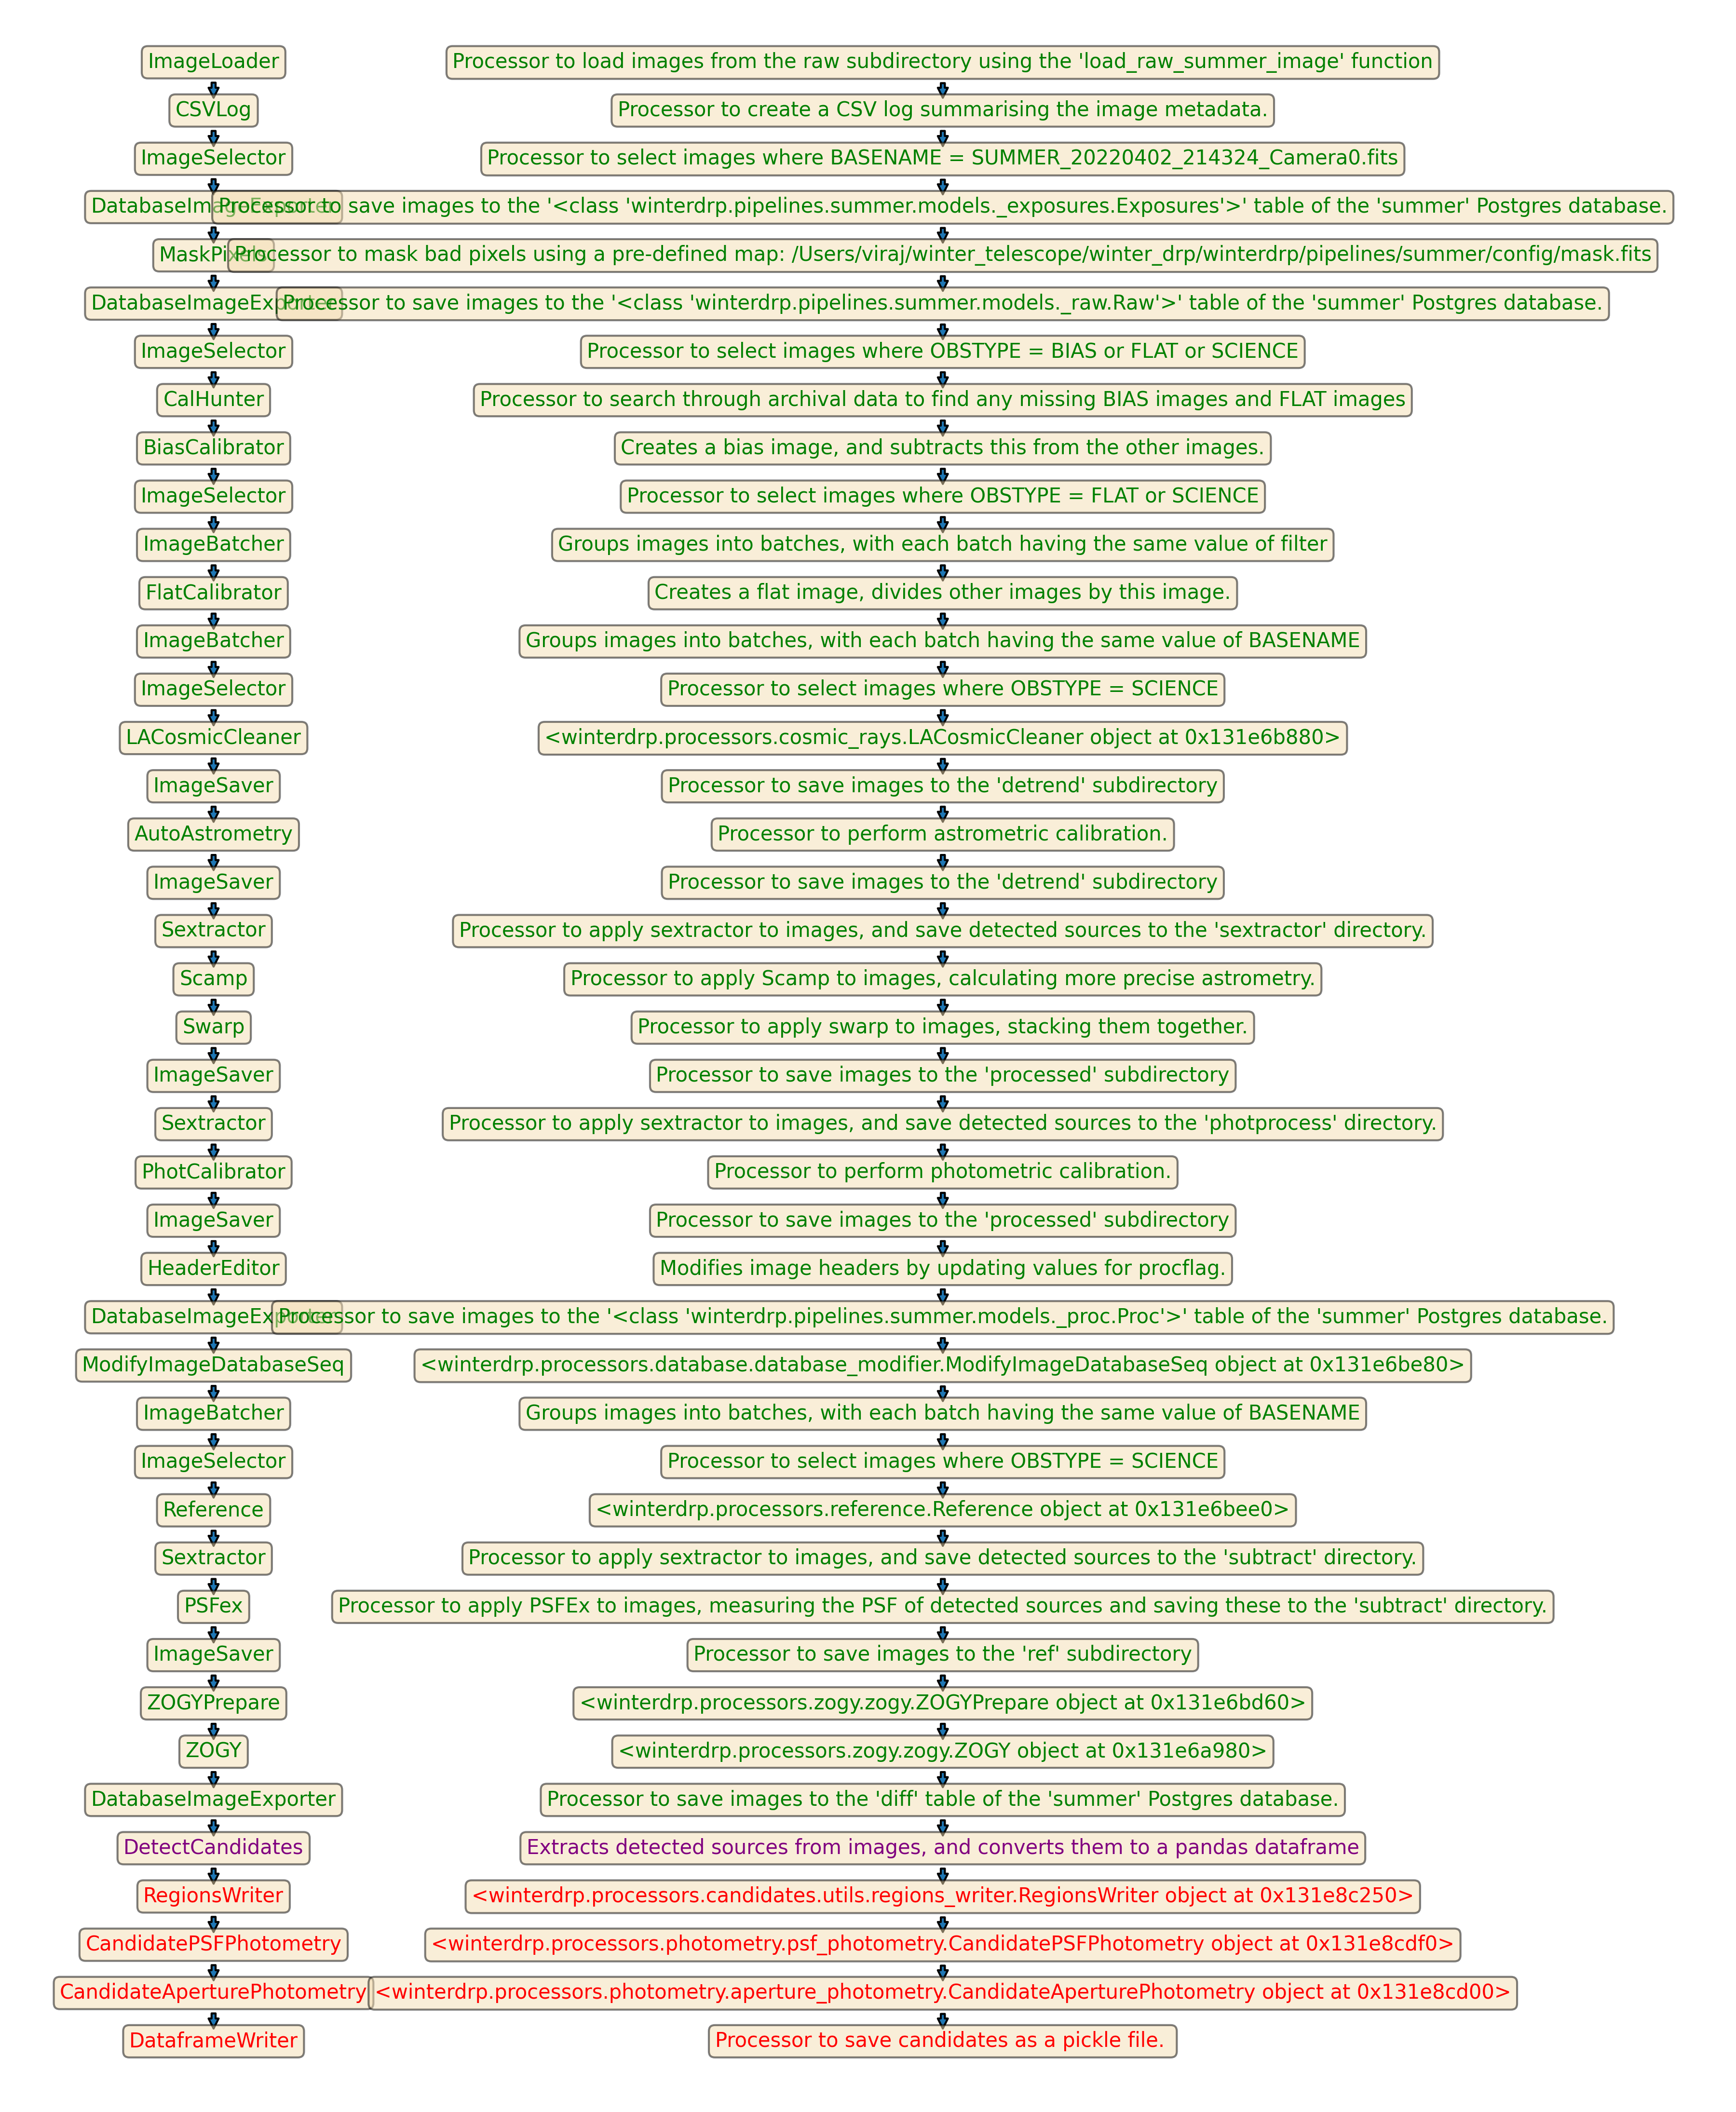 ImageLoader Processor to load images from the raw subdirectory using the 'load_raw_summer_image' function
CSVLog Processor to create a CSV log summarising the image metadata.
ImageSelector Processor to select images where BASENAME = SUMMER_20220402_214324_Camera0.fits
DatabaseImageExporter Processor to save images to the '<class 'winterdrp.pipelines.summer.models._exposures.Exposures'>' table of the 'summer' Postgres database.
MaskPixels Processor to mask bad pixels using a pre-defined map: /Users/viraj/winter_telescope/winter_drp/winterdrp/pipelines/summer/config/mask.fits
DatabaseImageExporter Processor to save images to the '<class 'winterdrp.pipelines.summer.models._raw.Raw'>' table of the 'summer' Postgres database.
ImageSelector Processor to select images where OBSTYPE = BIAS or FLAT or SCIENCE
CalHunter Processor to search through archival data to find any missing BIAS images and FLAT images
BiasCalibrator Creates a bias image, and subtracts this from the other images.
ImageSelector Processor to select images where OBSTYPE = FLAT or SCIENCE
ImageBatcher Groups images into batches, with each batch having the same value of filter
FlatCalibrator Creates a flat image, divides other images by this image.
ImageBatcher Groups images into batches, with each batch having the same value of BASENAME
ImageSelector Processor to select images where OBSTYPE = SCIENCE
LACosmicCleaner <winterdrp.processors.cosmic_rays.LACosmicCleaner object at 0x131e6b880>
ImageSaver Processor to save images to the 'detrend' subdirectory
AutoAstrometry Processor to perform astrometric calibration.
ImageSaver Processor to save images to the 'detrend' subdirectory
Sextractor Processor to apply sextractor to images, and save detected sources to the 'sextractor' directory.
Scamp Processor to apply Scamp to images, calculating more precise astrometry.
Swarp Processor to apply swarp to images, stacking them together.
ImageSaver Processor to save images to the 'processed' subdirectory
Sextractor Processor to apply sextractor to images, and save detected sources to the 'photprocess' directory.
PhotCalibrator Processor to perform photometric calibration.
ImageSaver Processor to save images to the 'processed' subdirectory
HeaderEditor Modifies image headers by updating values for procflag.
DatabaseImageExporter Processor to save images to the '<class 'winterdrp.pipelines.summer.models._proc.Proc'>' table of the 'summer' Postgres database.
ModifyImageDatabaseSeq <winterdrp.processors.database.database_modifier.ModifyImageDatabaseSeq object at 0x131e6be80>
ImageBatcher Groups images into batches, with each batch having the same value of BASENAME
ImageSelector Processor to select images where OBSTYPE = SCIENCE
Reference <winterdrp.processors.reference.Reference object at 0x131e6bee0>
Sextractor Processor to apply sextractor to images, and save detected sources to the 'subtract' directory.
PSFex Processor to apply PSFEx to images, measuring the PSF of detected sources and saving these to the 'subtract' directory.
ImageSaver Processor to save images to the 'ref' subdirectory
ZOGYPrepare <winterdrp.processors.zogy.zogy.ZOGYPrepare object at 0x131e6bd60>
ZOGY <winterdrp.processors.zogy.zogy.ZOGY object at 0x131e6a980>
DatabaseImageExporter Processor to save images to the 'diff' table of the 'summer' Postgres database.
DetectCandidates Extracts detected sources from images, and converts them to a pandas dataframe
RegionsWriter <winterdrp.processors.candidates.utils.regions_writer.RegionsWriter object at 0x131e8c250>
CandidatePSFPhotometry <winterdrp.processors.photometry.psf_photometry.CandidatePSFPhotometry object at 0x131e8cdf0>
CandidateAperturePhotometry <winterdrp.processors.photometry.aperture_photometry.CandidateAperturePhotometry object at 0x131e8cd00>
DataframeWriter Processor to save candidates as a pickle file.